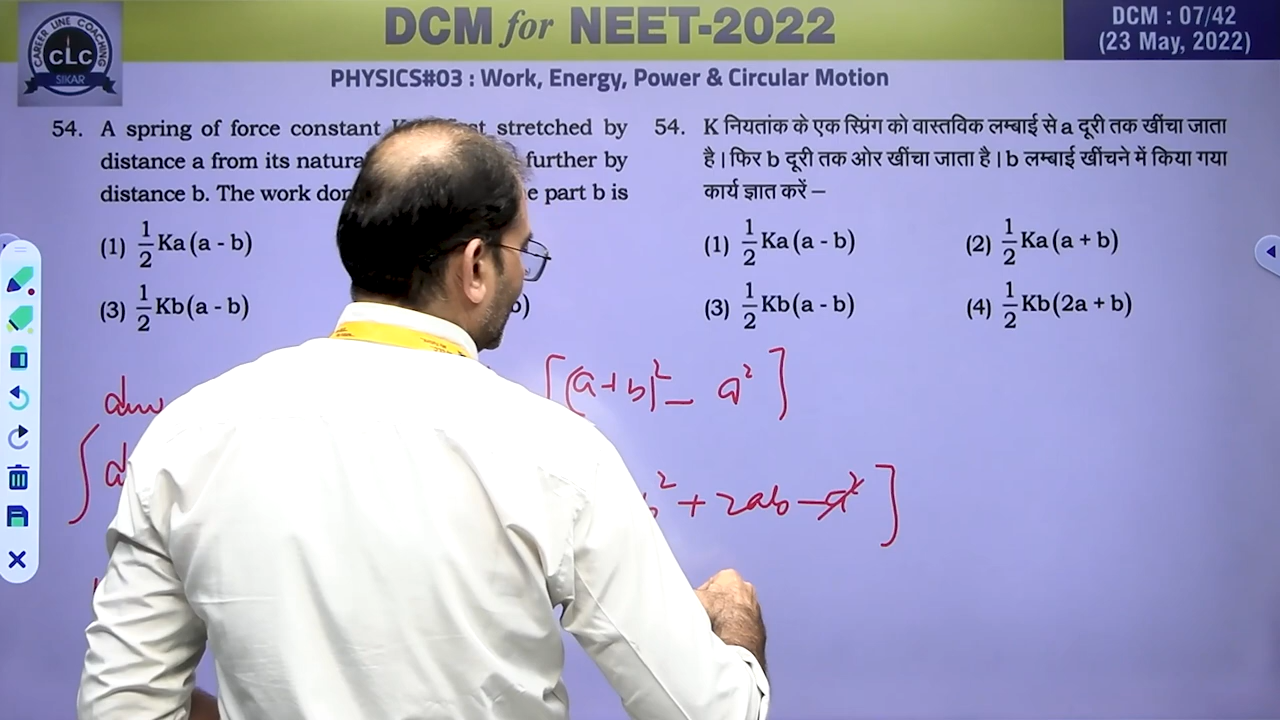 CAREER LINE COACHING
CLC
SIKAR
DCM for NEET-2022
DCM : 07/42
(23 May, 2022)
PHYSICS#03 : Work, Energy, Power & Circular Motion
54. A spring of force constant stretched by
distance a from its natura further by
distance b. The work part b is
(1) 1/2 Ka(a - b)
(3) 1/2 Kb(a - b)
54. K नियतांक के एक स्प्रिंग को वास्तविक लम्बाई से a दूरी तक खींचा जाता
है। फिर b दूरी तक ओर खींचा जाता है। b लम्बाई खींचने में किया गया
कार्य ज्ञात करें –
(1) 1/2 Ka(a - b) (2) 1/2 Ka(a + b)
(3) 1/2 Kb(a - b) (4) 1/2 Kb(2a + b)
dw [(a+b)² - a²]
∫d b² + 2ab - a²]